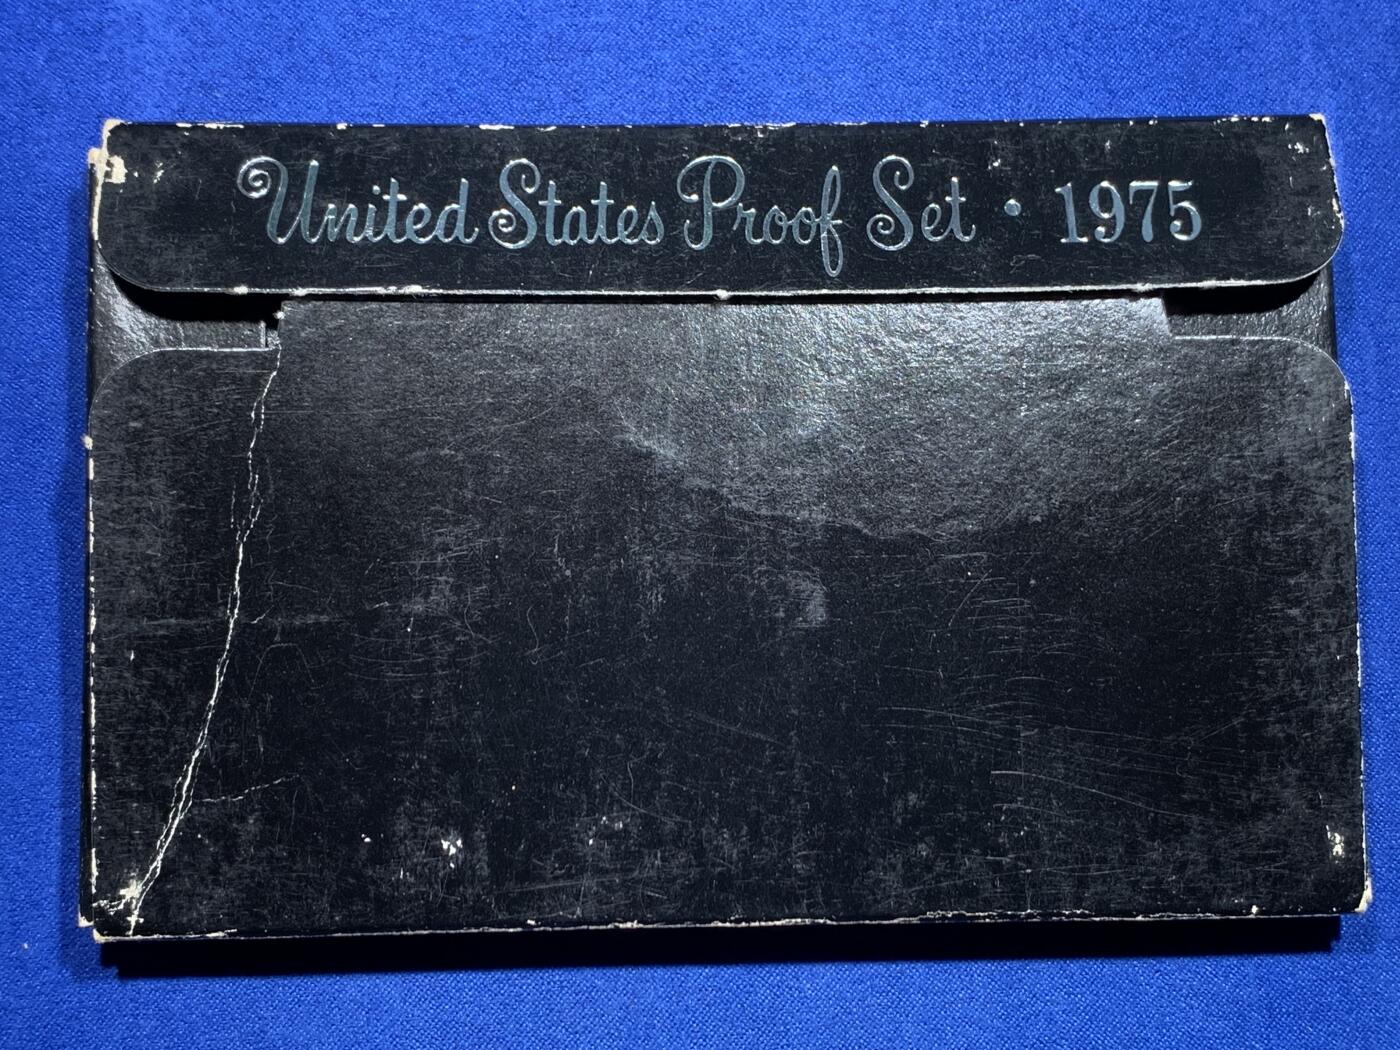 United States Proof Set • 1975